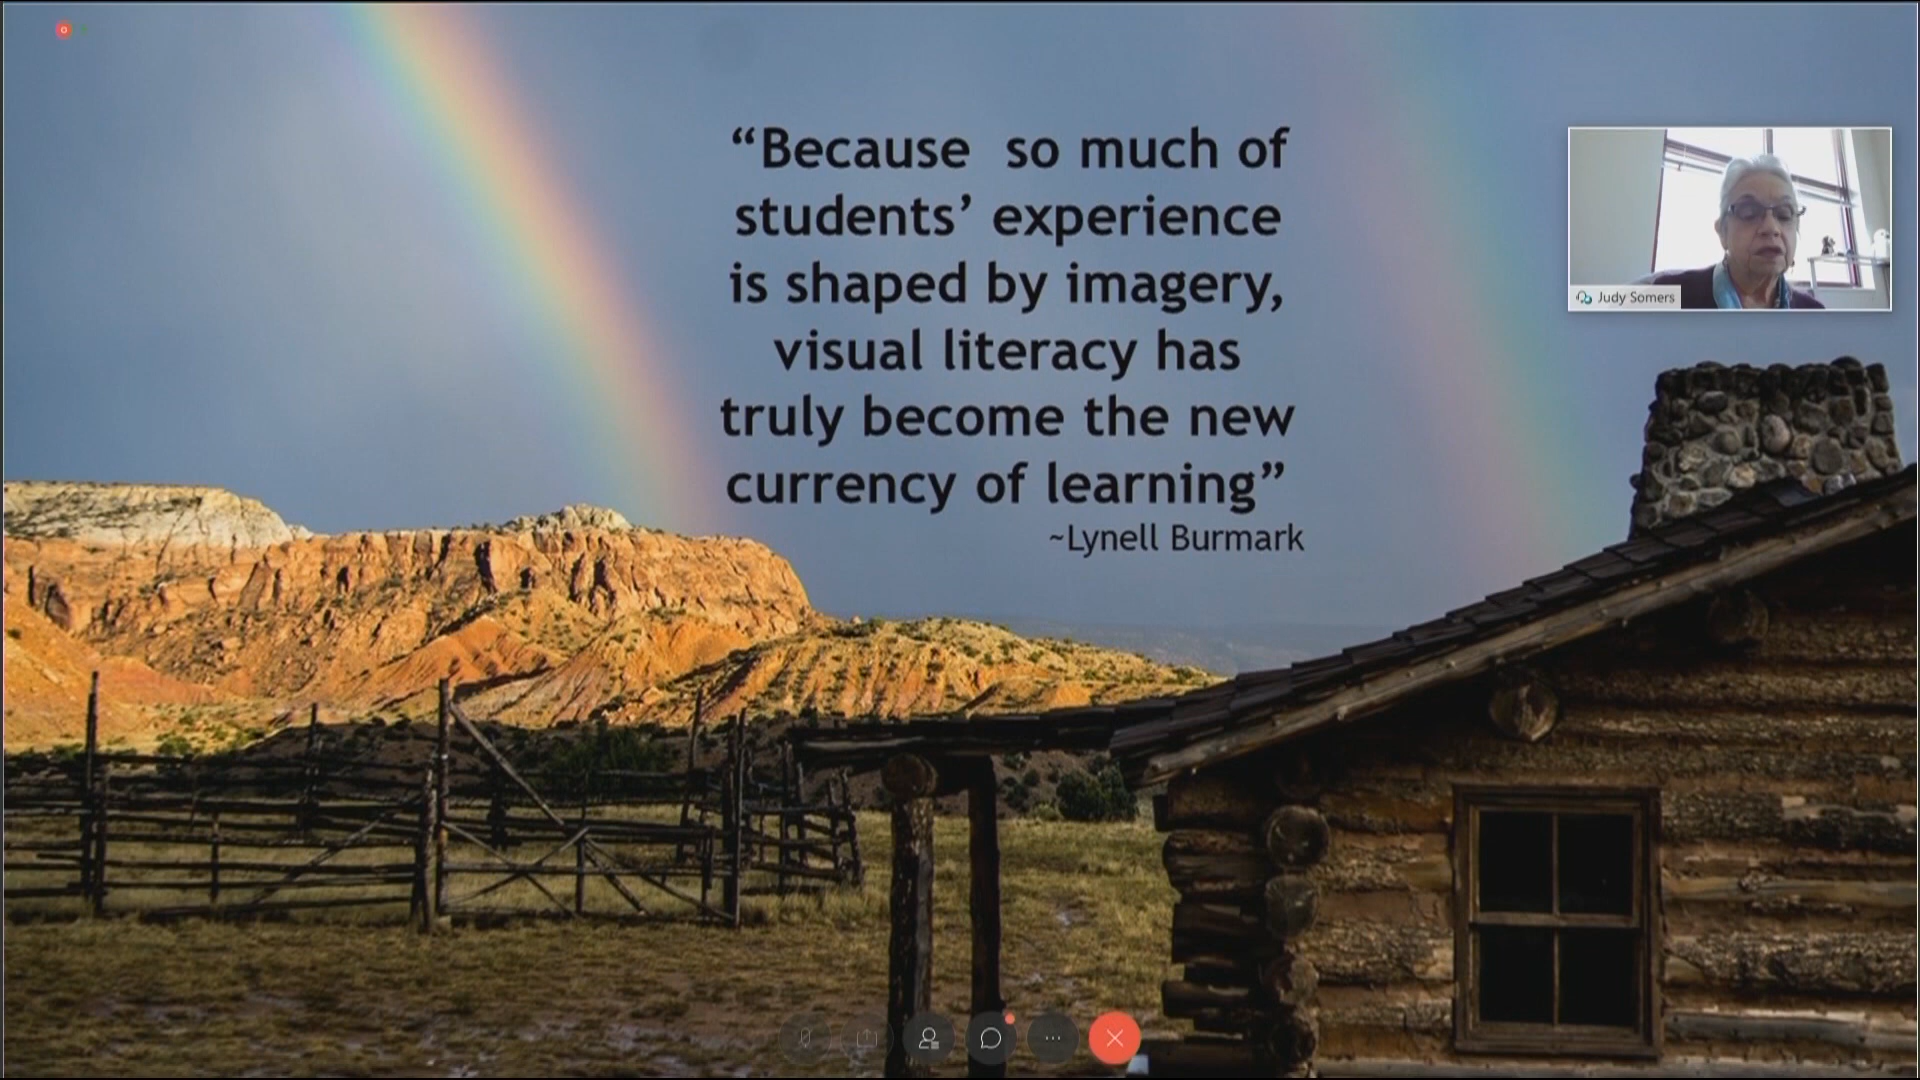 “Because so much of
students’ experience
is shaped by imagery,
visual literacy has
truly become the new
currency of learning”
~Lynell Burmark
Judy Somers